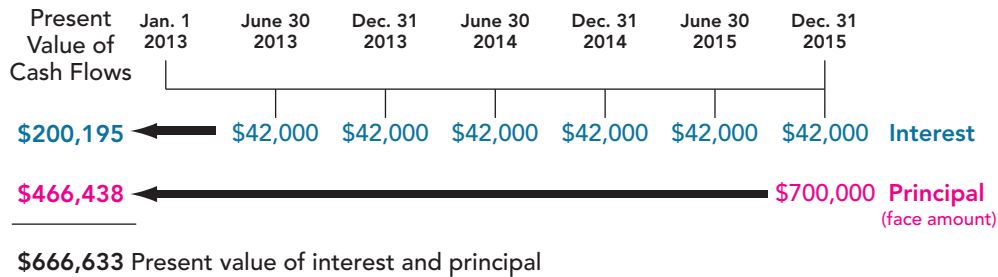 Present Value of Cash Flows
Jan. 1 2013
June 30 2013
Dec. 31 2013
June 30 2014
Dec. 31 2014
June 30 2015
Dec. 31 2015
$200,195 $42,000 $42,000 $42,000 $42,000 $42,000 $42,000 Interest
$466,438 $700,000 Principal
(face amount)
$666,633 Present value of interest and principal